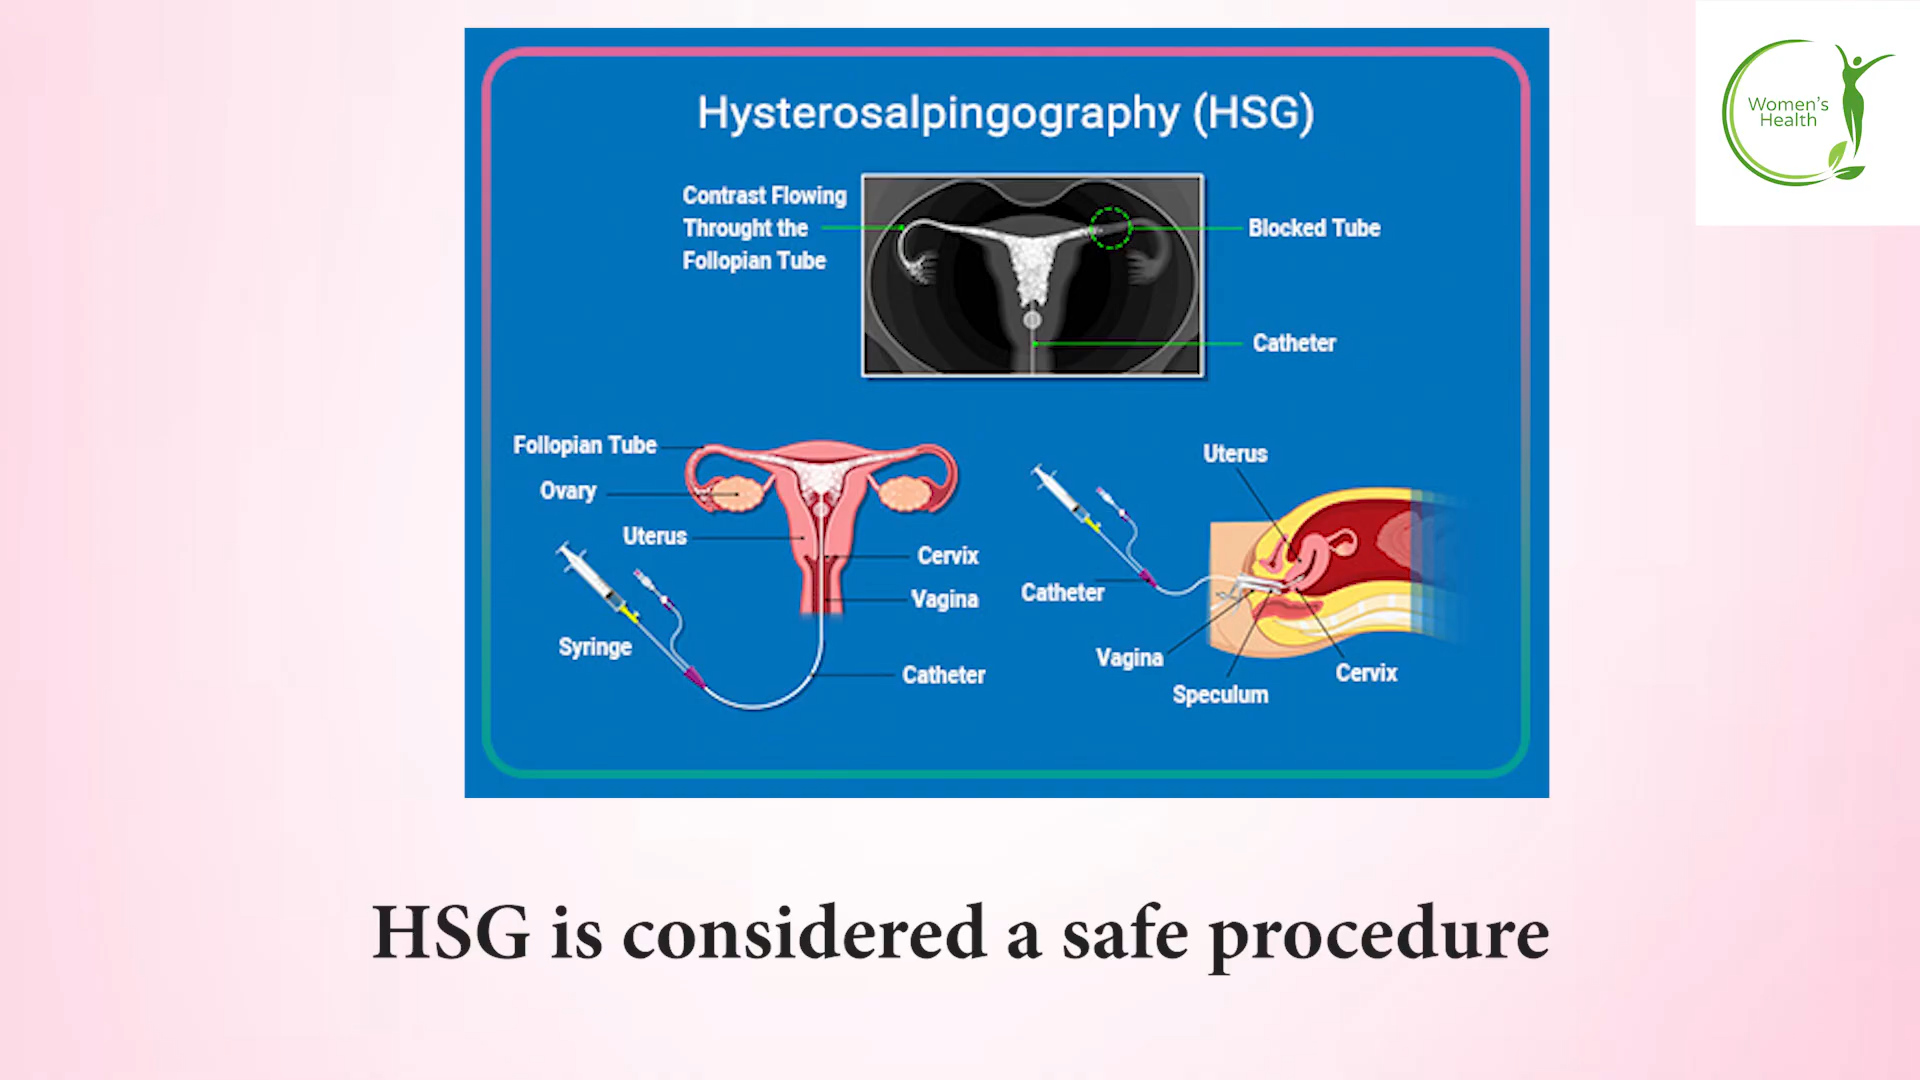 Hysterosalpingography (HSG)
Women's
Health
Contrast Flowing
Throught the
Follopian Tube
Blocked Tube
Catheter
Follopian Tube
Ovary
Uterus
Cervix
Vagina
Syringe
Catheter
Uterus
Catheter
Vagina
Speculum
Cervix
HSG is considered a safe procedure